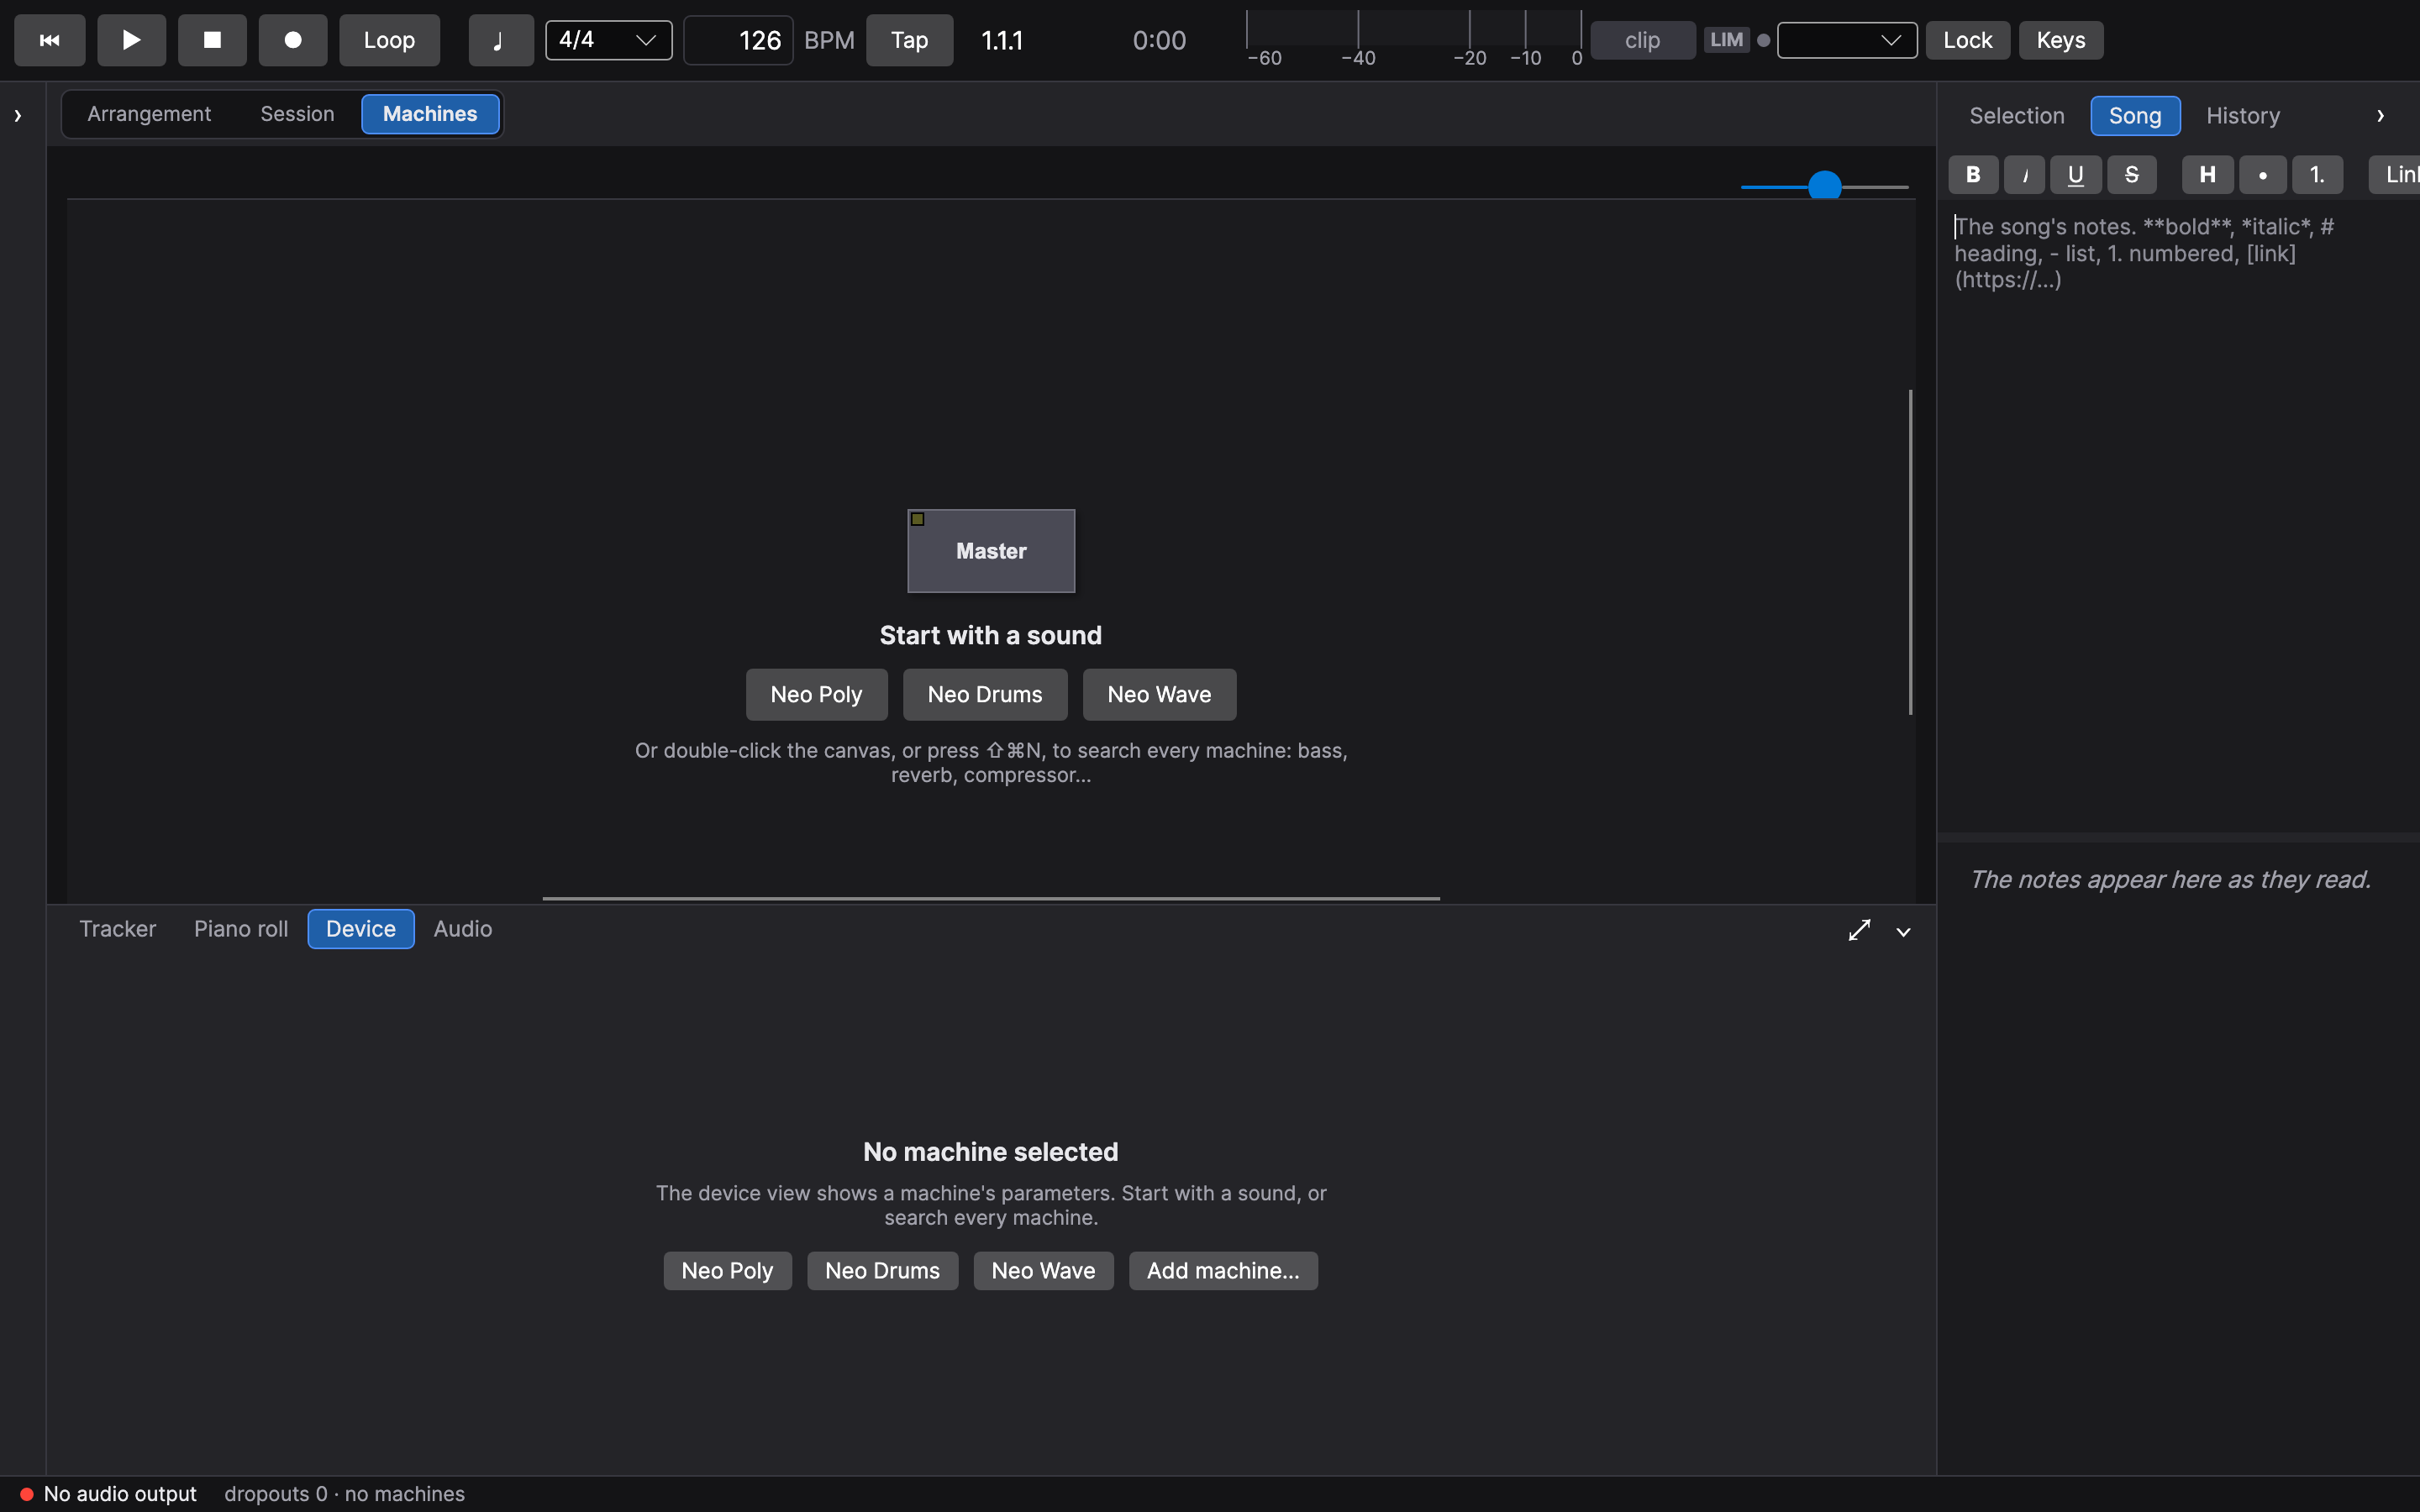 Loop
4/4
126 BPM
Tap
1.1.1
0:00
−60 −40 −20 −10 0
clip
LIM
Lock
Keys
Arrangement Session Machines
Selection Song History
B I U S H • 1. Lin
The song's notes. **bold**, *italic*, #
heading, - list, 1. numbered, [link]
(https://...)
Master
Start with a sound
Neo Poly Neo Drums Neo Wave
Or double-click the canvas, or press ⇧⌘N, to search every machine: bass,
reverb, compressor...
The notes appear here as they read.
Tracker Piano roll Device Audio
No machine selected
The device view shows a machine's parameters. Start with a sound, or
search every machine.
Neo Poly Neo Drums Neo Wave Add machine...
No audio output dropouts 0 · no machines